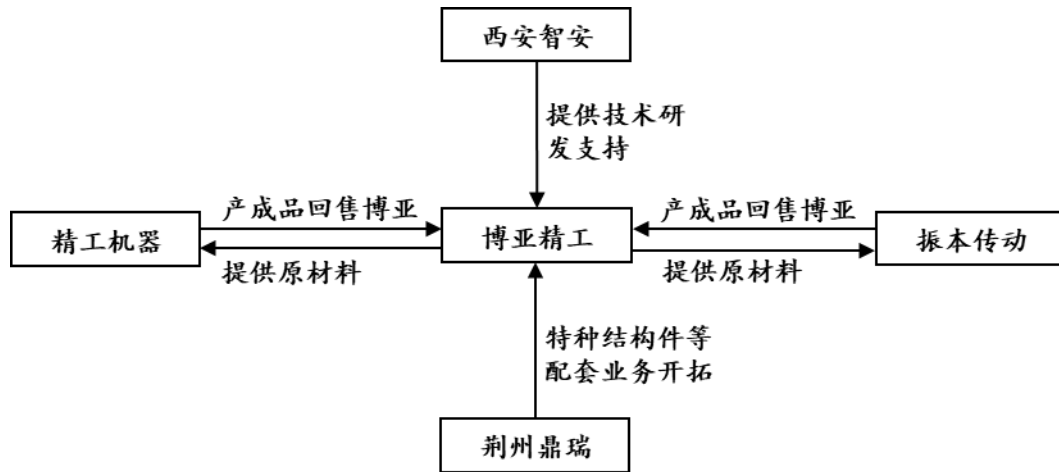 西安智安
提供技术研
发支持
产成品回售博亚
产成品回售博亚
精工机器
博亚精工
振本传动
提供原材料
提供原材料
特种结构件等
配套业务开拓
荆州鼎瑞